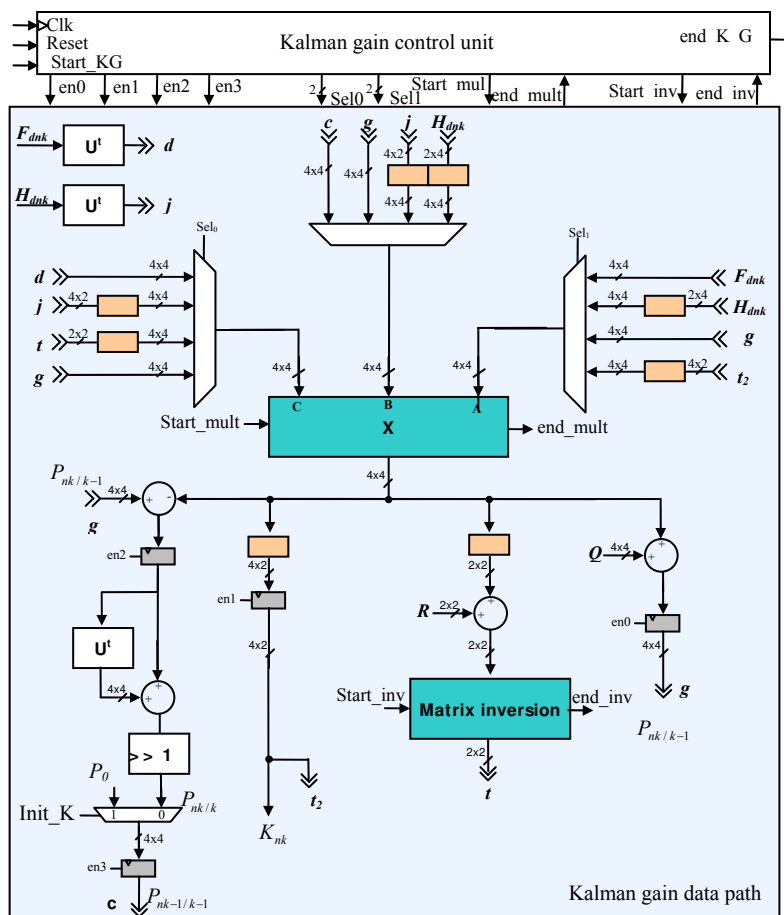 Clk
Reset
Start_KG
Kalman gain control unit
end K G
en0
en1
en2
en3
2
Sel0
2
Sel1
Start mul
end mult
Start inv
end inv
F_dnk
U^t
d
H_dnk
U^t
j
c
g
j
H_dnk
4x4
4x4
4x2
2x4
4x4
4x4
Sel_0
d
4x4
j
4x2
4x4
t
2x2
4x4
g
4x4
Sel_1
4x4
F_dnk
4x4
2x4
H_dnk
4x4
g
4x4
4x2
t_2
4x4
4x4
4x4
C
B
A
Start_mult
X
end_mult
4x4
P_nk/k-1
4x4
+
-
g
en2
U^t
4x4
+
+
>> 1
P_0
P_nk/k
Init_K
1
0
4x4
en3
c
P_nk-1/k-1
4x2
en1
4x2
t_2
K_nk
2x2
R
2x2
+
+
2x2
Start_inv
Matrix inversion
end_inv
2x2
t
Q
4x4
+
+
en0
4x4
g
P_nk/k-1
Kalman gain data path